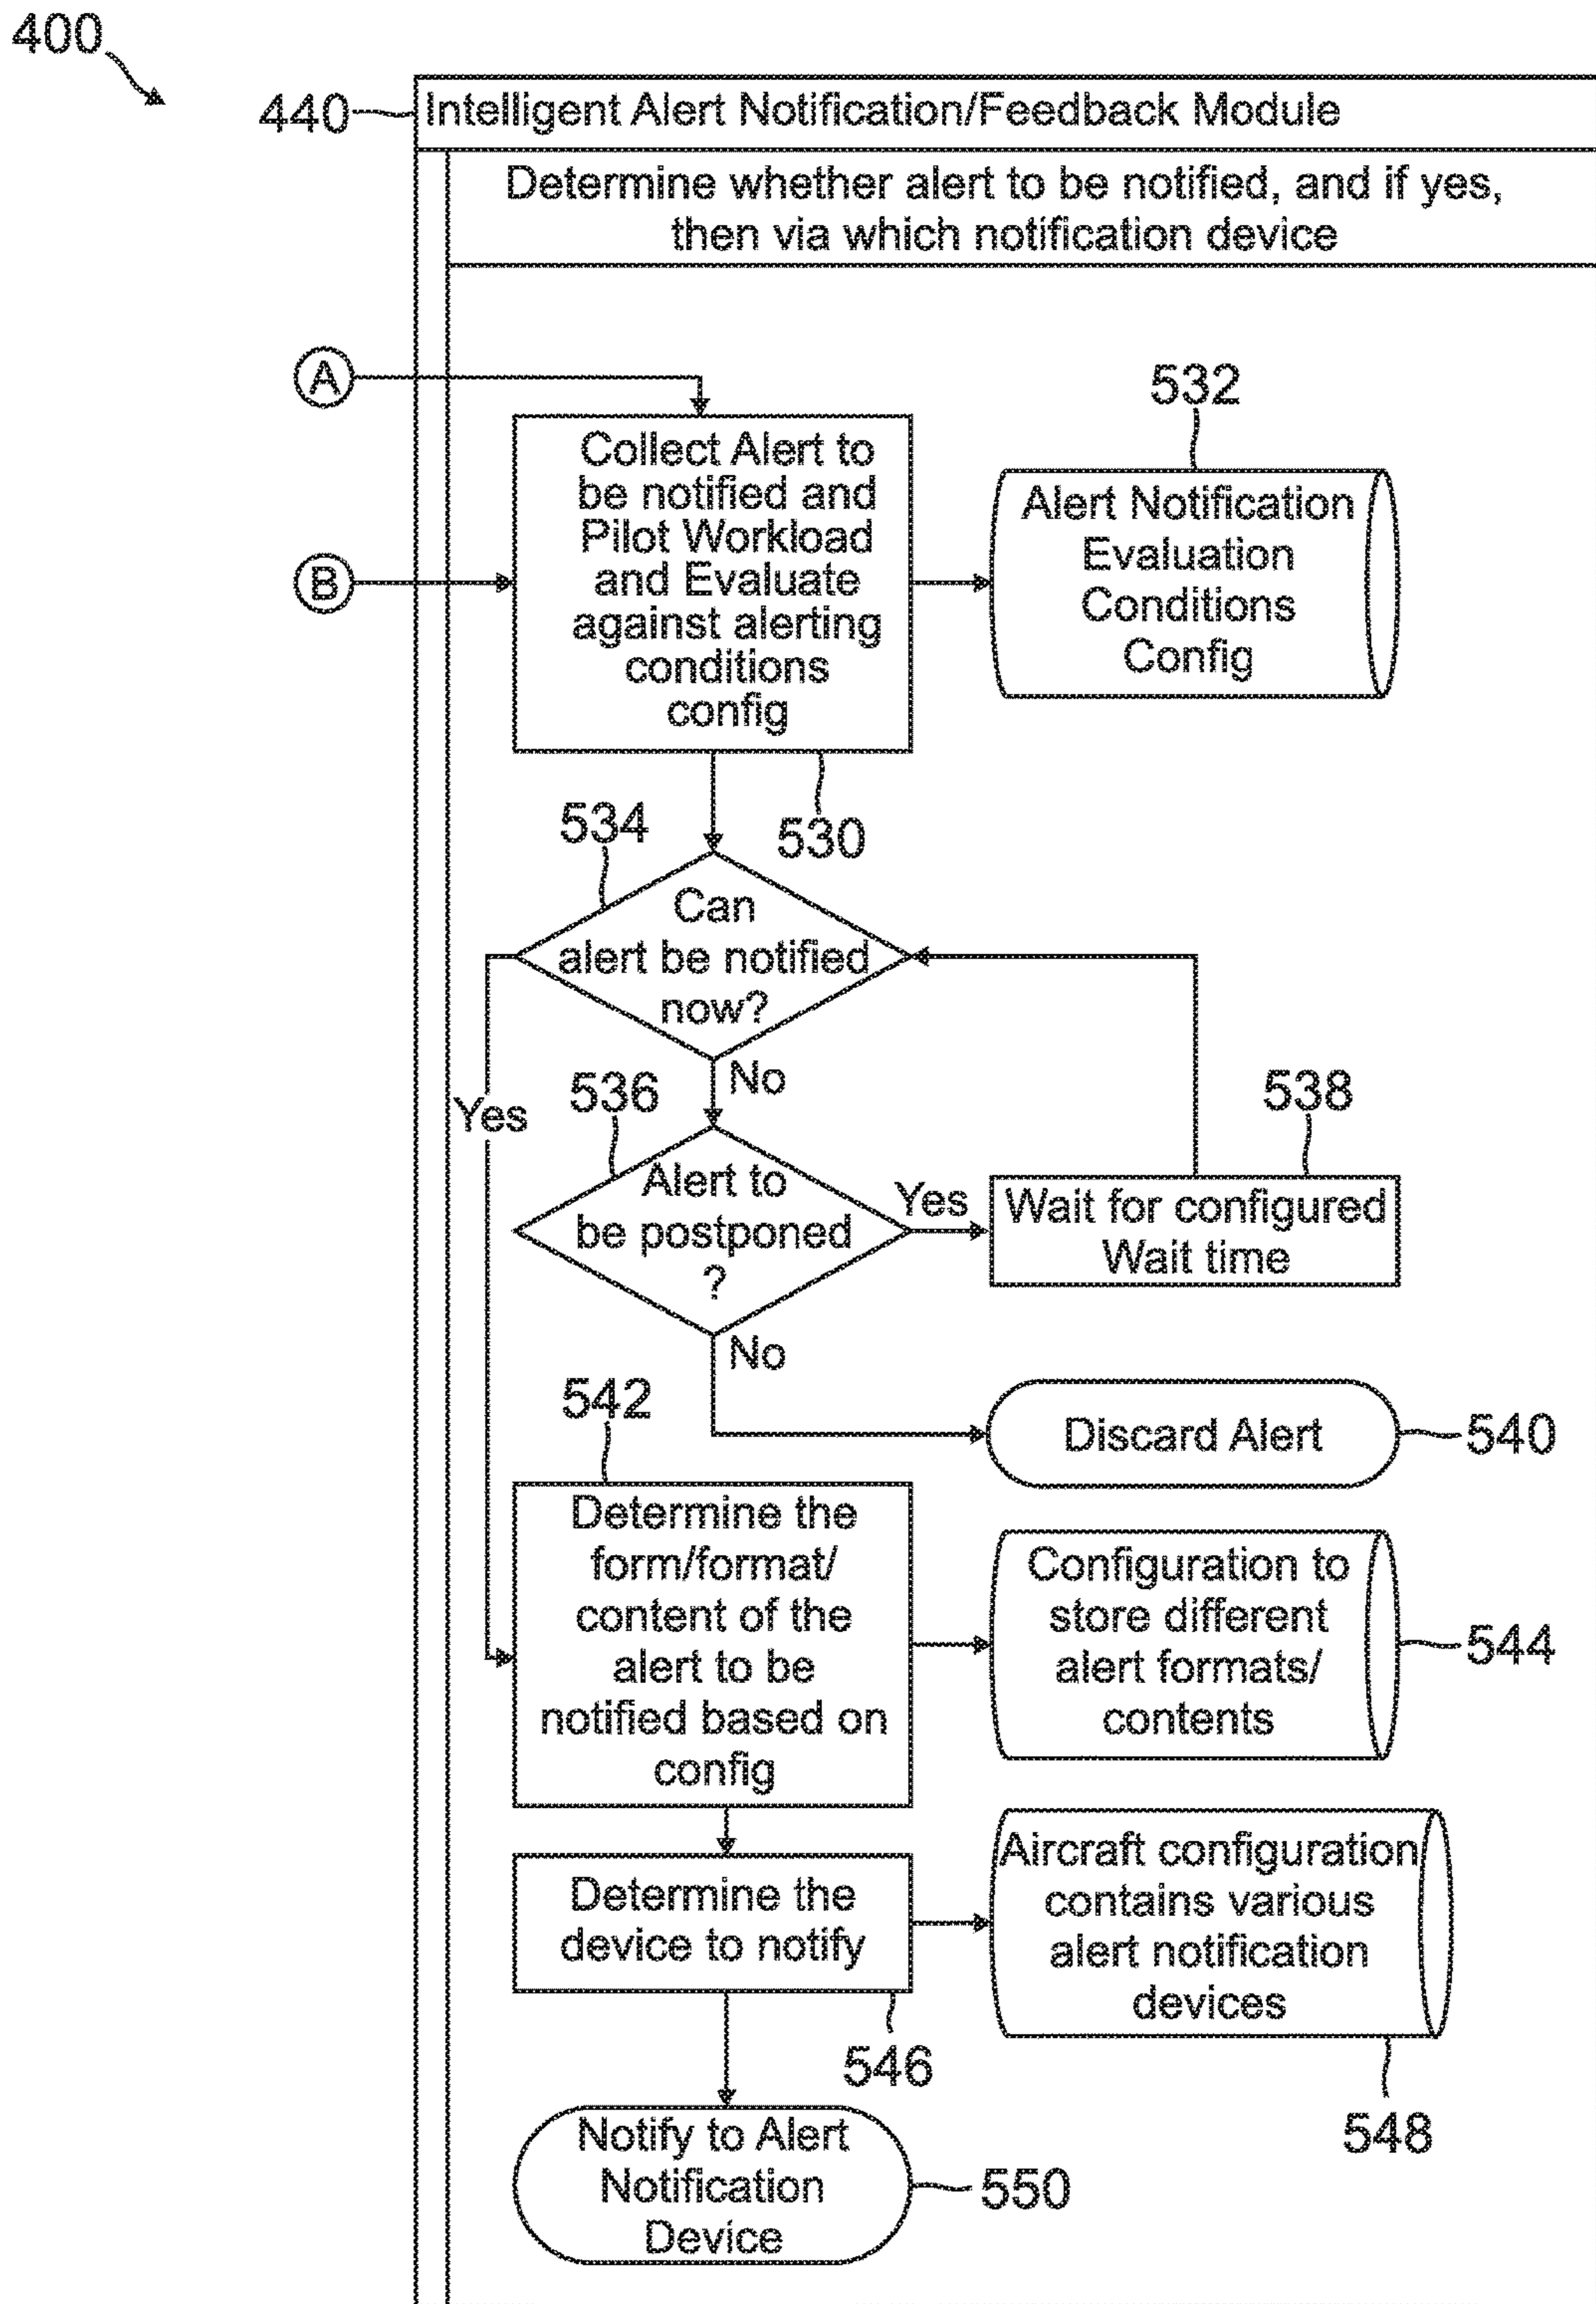 400
440
Intelligent Alert Notification/Feedback Module
Determine whether alert to be notified, and if yes,
then via which notification device
A
B
Collect Alert to
be notified and
Pilot Workload
and Evaluate
against alerting
conditions
config
530
532
Alert Notification
Evaluation
Conditions
Config
534
Can
alert be notified
now?
Yes
No
536
Alert to
be postponed
?
Yes
538
Wait for configured
Wait time
No
Discard Alert
540
542
Determine the
form/format/
content of the
alert to be
notified based on
config
Configuration to
store different
alert formats/
contents
544
Determine the
device to notify
546
Aircraft configuration
contains various
alert notification
devices
548
Notify to Alert
Notification
Device
550